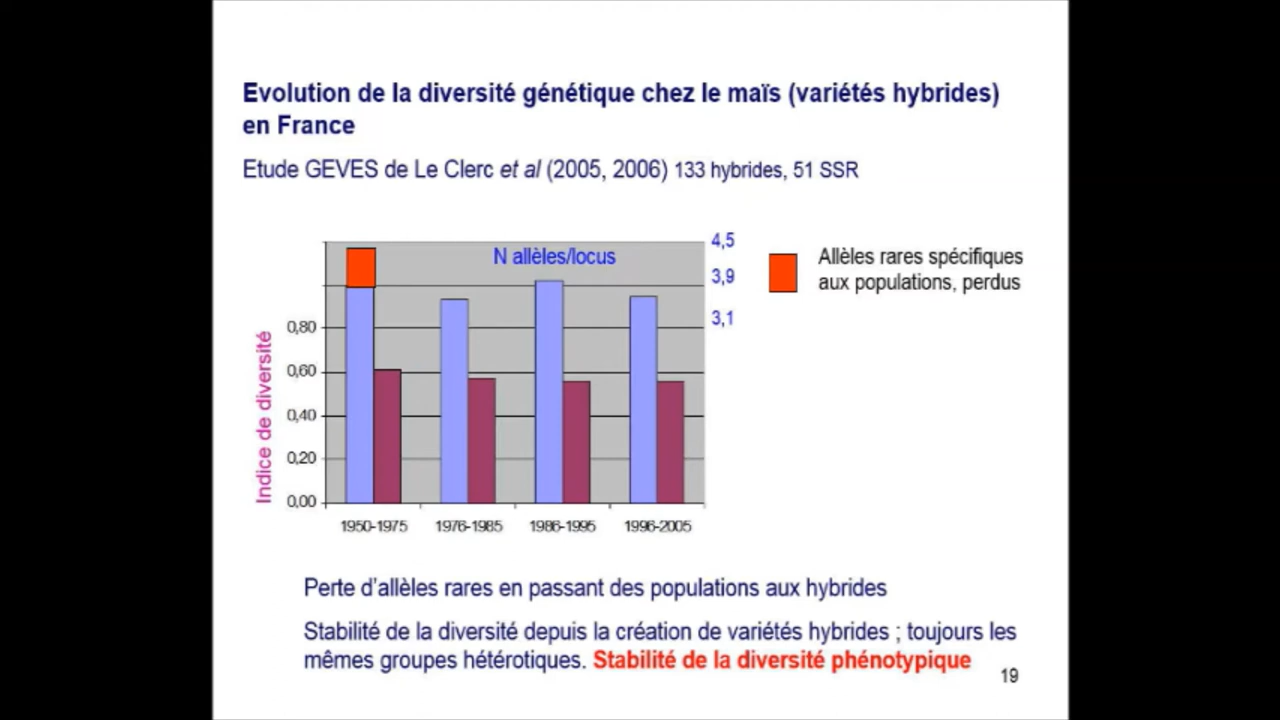 Evolution de la diversité génétique chez le maïs (variétés hybrides)
en France
Etude GEVES de Le Clerc et al (2005, 2006) 133 hybrides, 51 SSR
N allèles/locus
4,5
3,9
3,1
Allèles rares spécifiques
aux populations, perdus
Indice de diversité
0,80
0,60
0,40
0,20
0,00
1950-1975 1976-1985 1986-1995 1996-2005
Perte d'allèles rares en passant des populations aux hybrides
Stabilité de la diversité depuis la création de variétés hybrides ; toujours les
mêmes groupes hétérotiques. Stabilité de la diversité phénotypique
19